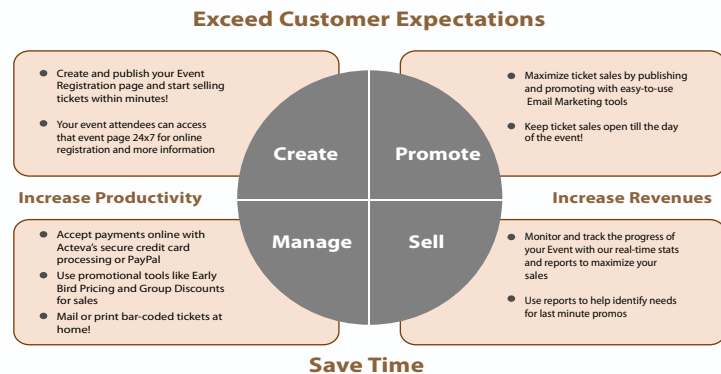 Exceed Customer Expectations
Create and publish your Event
Registration page and start selling
tickets within minutes!
Your event attendees can access
that event page 24x7 for online
registration and more information
Maximize ticket sales by publishing
and promoting with easy-to-use
Email Marketing tools
Keep ticket sales open till the day
of the event!
Create
Promote
Increase Productivity
Increase Revenues
Manage
Sell
Accept payments online with
Acteva's secure credit card
processing or PayPal
Use promotional tools like Early
Bird Pricing and Group Discounts
for sales
Mail or print bar-coded tickets at
home!
Monitor and track the progress of
your Event with our real-time stats
and reports to maximize your
sales
Use reports to help identify needs
for last minute promos
Save Time